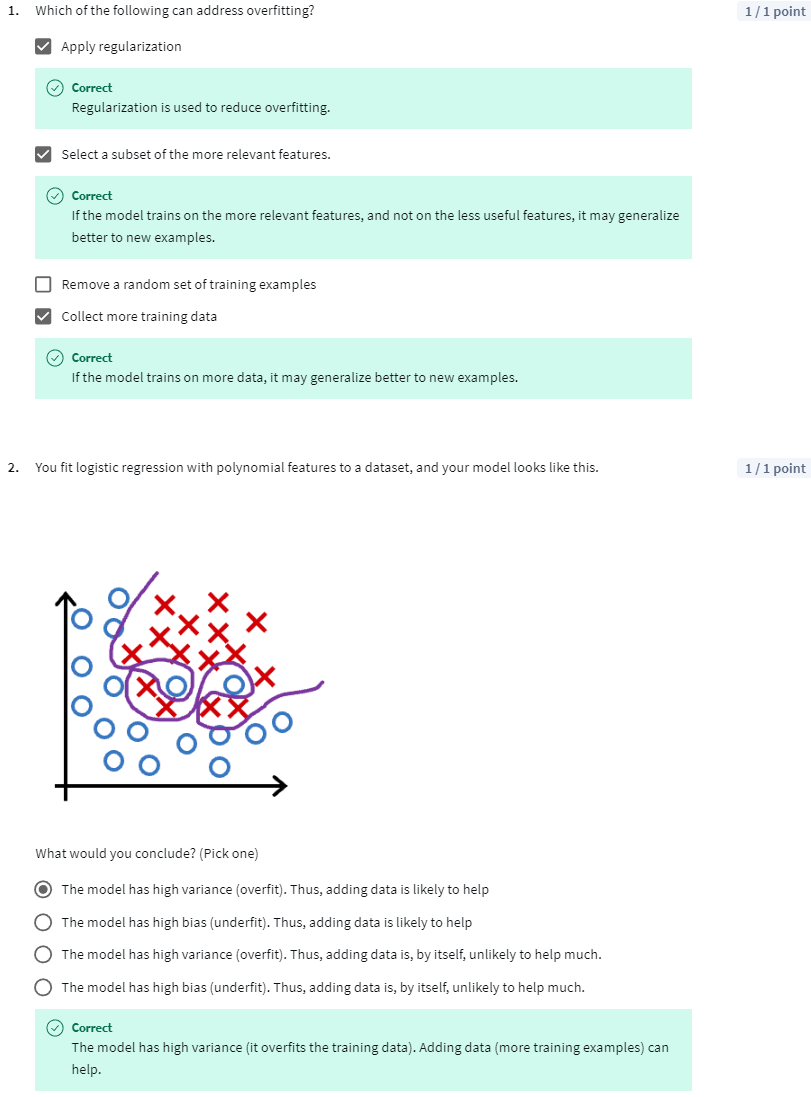 1. Which of the following can address overfitting?
1 / 1 point
Apply regularization
Correct
Regularization is used to reduce overfitting.
Select a subset of the more relevant features.
Correct
If the model trains on the more relevant features, and not on the less useful features, it may generalize
better to new examples.
Remove a random set of training examples
Collect more training data
Correct
If the model trains on more data, it may generalize better to new examples.
2. You fit logistic regression with polynomial features to a dataset, and your model looks like this.
1 / 1 point
What would you conclude? (Pick one)
The model has high variance (overfit). Thus, adding data is likely to help
The model has high bias (underfit). Thus, adding data is likely to help
The model has high variance (overfit). Thus, adding data is, by itself, unlikely to help much.
The model has high bias (underfit). Thus, adding data is, by itself, unlikely to help much.
Correct
The model has high variance (it overfits the training data). Adding data (more training examples) can
help.